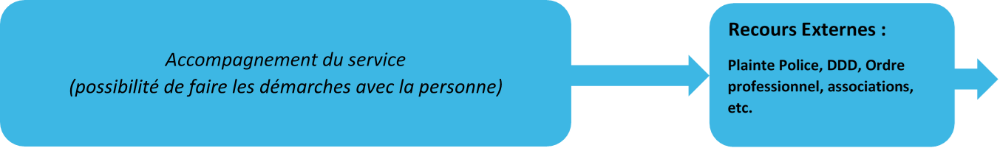 Accompagnement du service
(possibilité de faire les démarches avec la personne)
Recours Externes :
Plainte Police, DDD, Ordre
professionnel, associations,
etc.